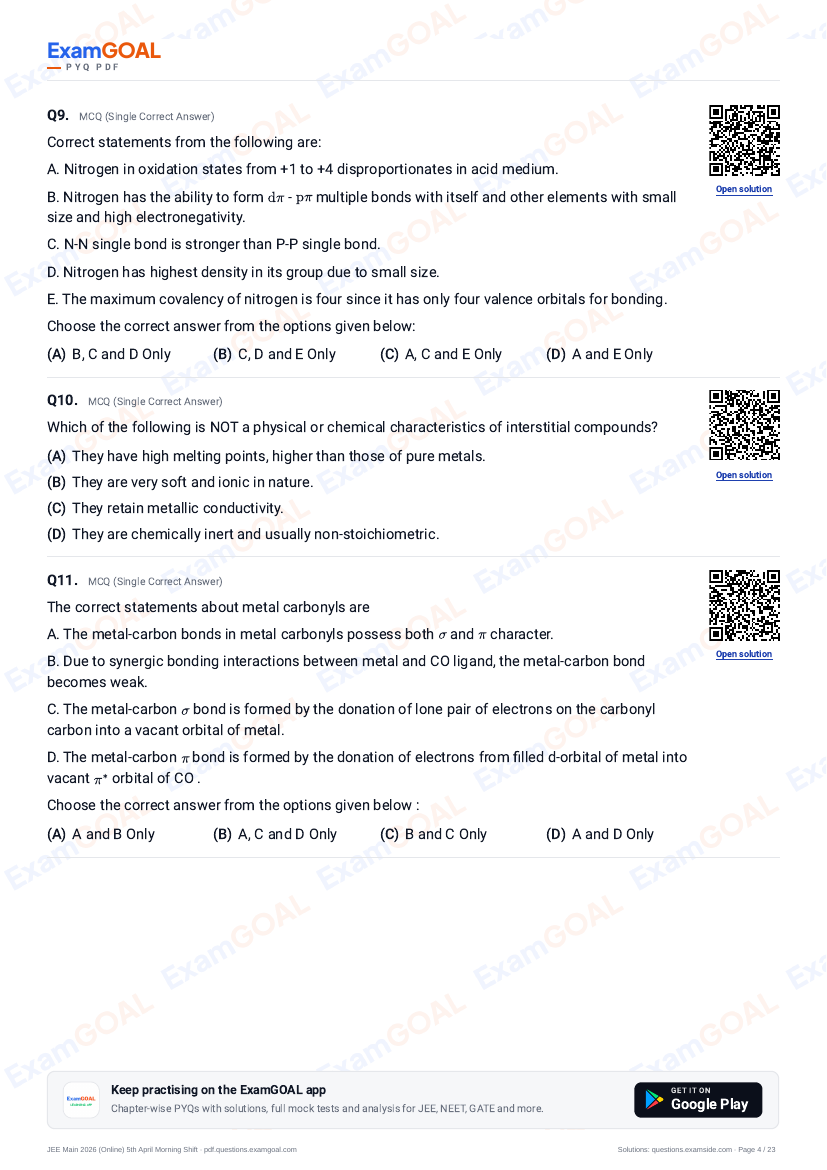 ExamGOAL
PYQ PDF
Q9. MCQ (Single Correct Answer)
Correct statements from the following are:
A. Nitrogen in oxidation states from +1 to +4 disproportionates in acid medium.
B. Nitrogen has the ability to form dπ - pπ multiple bonds with itself and other elements with small
size and high electronegativity.
C. N-N single bond is stronger than P-P single bond.
D. Nitrogen has highest density in its group due to small size.
E. The maximum covalency of nitrogen is four since it has only four valence orbitals for bonding.
Choose the correct answer from the options given below:
(A) B, C and D Only (B) C, D and E Only (C) A, C and E Only (D) A and E Only
Open solution
Q10. MCQ (Single Correct Answer)
Which of the following is NOT a physical or chemical characteristics of interstitial compounds?
(A) They have high melting points, higher than those of pure metals.
(B) They are very soft and ionic in nature.
(C) They retain metallic conductivity.
(D) They are chemically inert and usually non-stoichiometric.
Open solution
Q11. MCQ (Single Correct Answer)
The correct statements about metal carbonyls are
A. The metal-carbon bonds in metal carbonyls possess both σ and π character.
B. Due to synergic bonding interactions between metal and CO ligand, the metal-carbon bond
becomes weak.
C. The metal-carbon σ bond is formed by the donation of lone pair of electrons on the carbonyl
carbon into a vacant orbital of metal.
D. The metal-carbon π bond is formed by the donation of electrons from filled d-orbital of metal into
vacant π* orbital of CO .
Choose the correct answer from the options given below :
(A) A and B Only (B) A, C and D Only (C) B and C Only (D) A and D Only
Open solution
ExamGOAL
Keep practising on the ExamGOAL app
Chapter-wise PYQs with solutions, full mock tests and analysis for JEE, NEET, GATE and more.
GET IT ON
Google Play
JEE Main 2026 (Online) 5th April Morning Shift · pdf.questions.examgoal.com
Solutions: questions.examside.com · Page 4 / 23